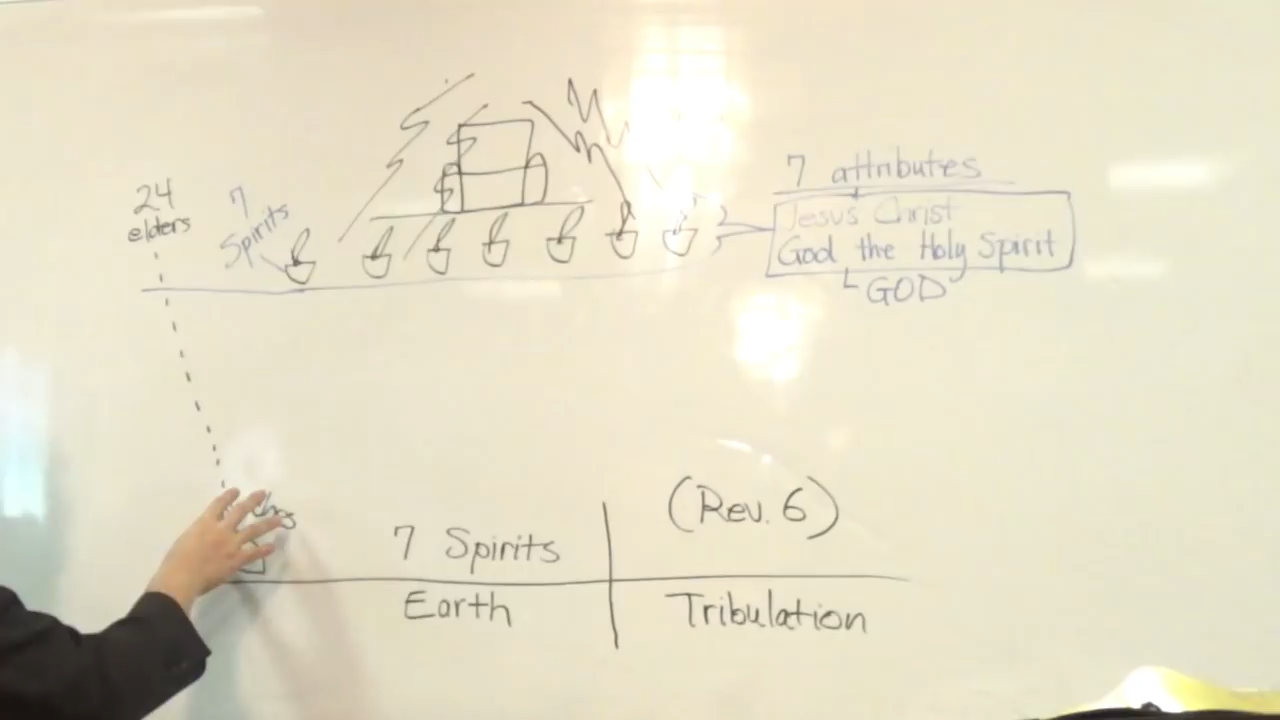 24
elders
7
Spirits
7 attributes
Jesus Christ
God the Holy Spirit
GOD
(Rev. 6)
7 Spirits
Earth
Tribulation